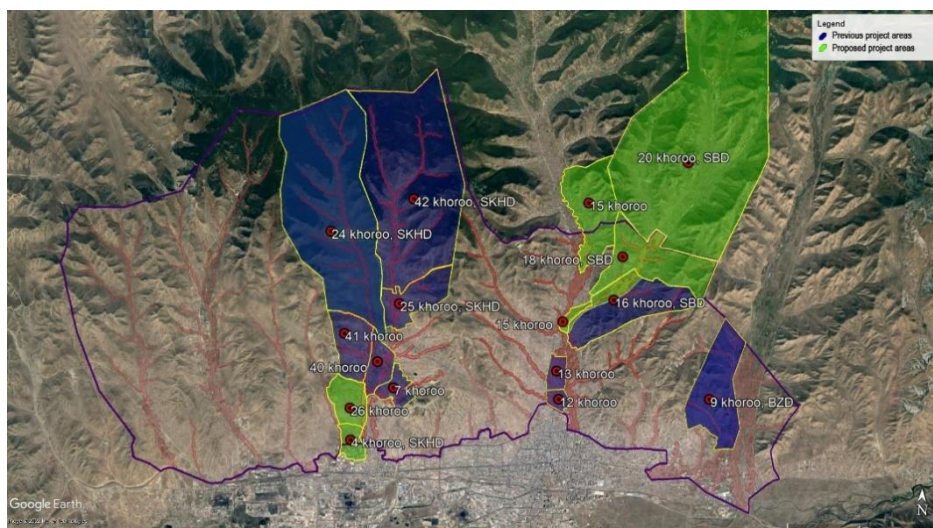 Legend
Previous project areas
Proposed project areas
20 khoroo, SBD
42 khoroo, SKHD
15 khoroo
24 khoroo, SKHD
18 khoroo, SBD
25 khoroo, SKHD
16 khoroo, SBD
15 khoroo
41 khoroo
40 khoroo
13 khoroo
7 khoroo
12 khoroo
9 khoroo, BZD
26 khoroo
4 khoroo, SKHD
Google Earth
N